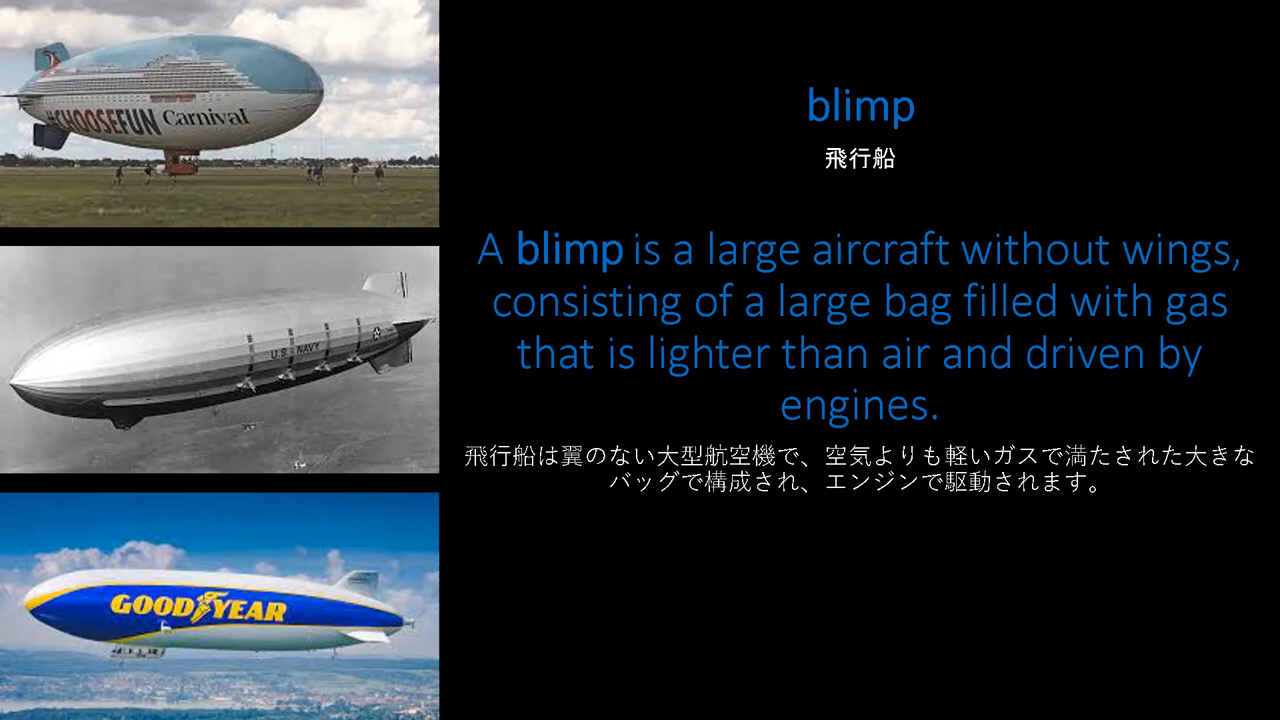 #CHOOSEFUN Carnival
U.S. NAVY
GOODYEAR
blimp
飛行船
A blimp is a large aircraft without wings,
consisting of a large bag filled with gas
that is lighter than air and driven by
engines.
飛行船は翼のない大型航空機で、空気よりも軽いガスで満たされた大きな
バッグで構成され、エンジンで駆動されます。